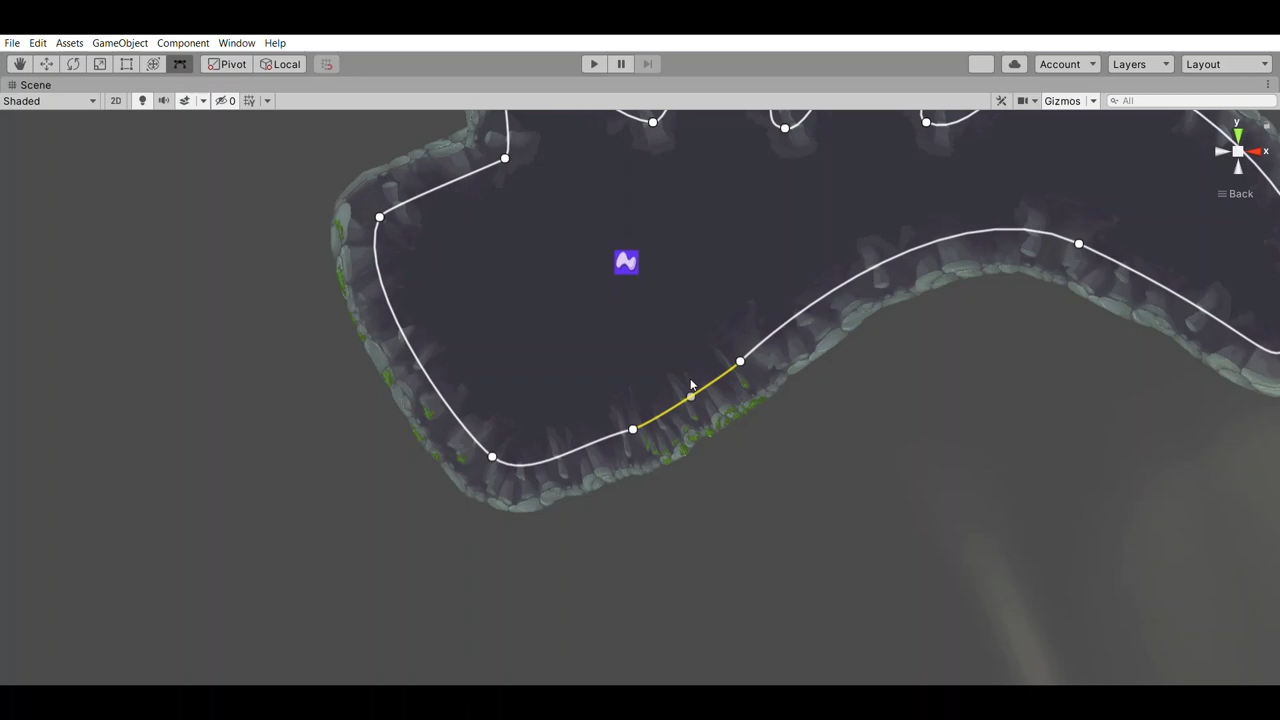 File Edit Assets GameObject Component Window Help
Pivot Local Account Layers Layout
Scene
Shaded 2D 0 Gizmos All
y
x
Back